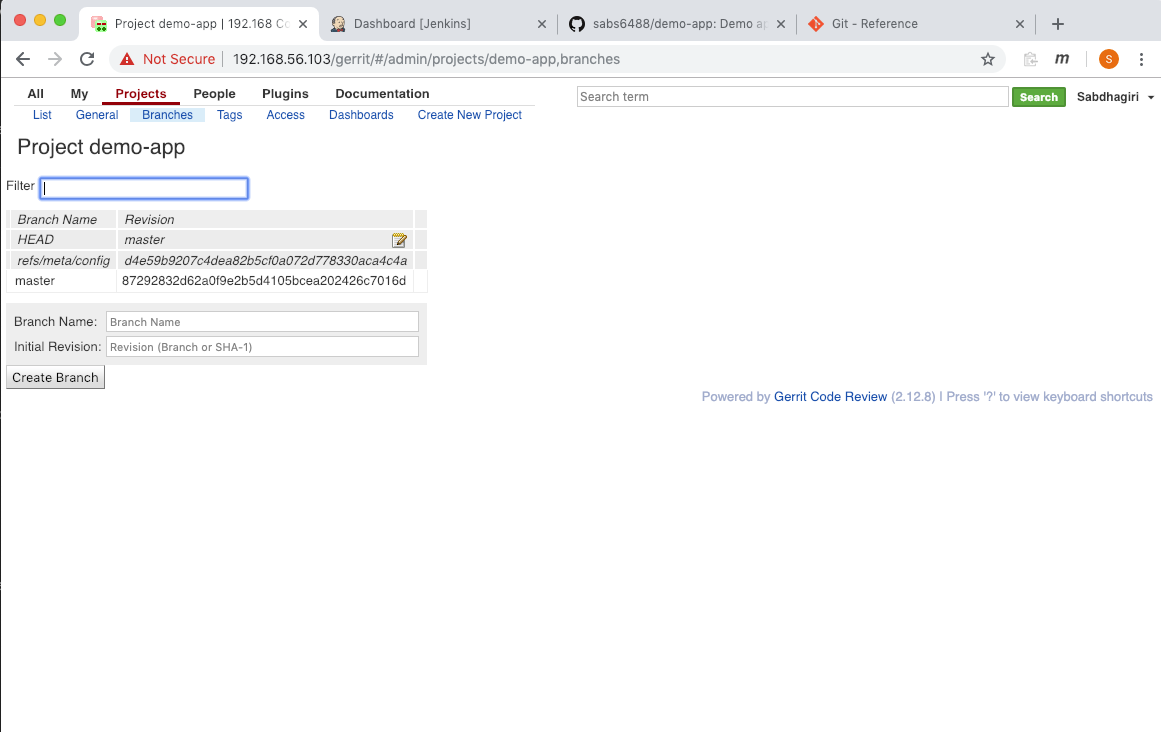 Project demo-app | 192.168 Co
Dashboard [Jenkins]
sabs6488/demo-app: Demo ap
Git - Reference
Not Secure
192.168.56.103/gerrit/#/admin/projects/demo-app,branches
m
S
All My Projects People Plugins Documentation
Search term
Search
Sabdhagiri
List General Branches Tags Access Dashboards Create New Project
Project demo-app
Filter
Branch Name Revision
HEAD master
refs/meta/config d4e59b9207c4dea82b5cf0a072d778330aca4c4a
master 87292832d62a0f9e2b5d4105bcea202426c7016d
Branch Name: Branch Name
Initial Revision: Revision (Branch or SHA-1)
Create Branch
Powered by Gerrit Code Review (2.12.8) | Press '?' to view keyboard shortcuts